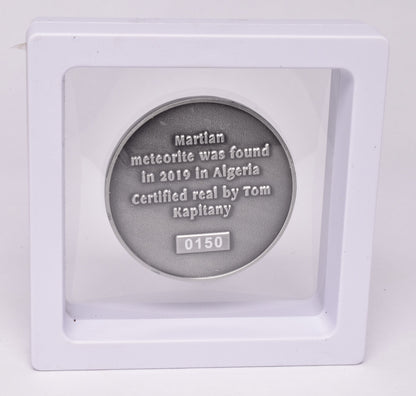 Martian
meteorite was found
in 2019 in Algeria
Certified real by Tom
Kapitany
0150